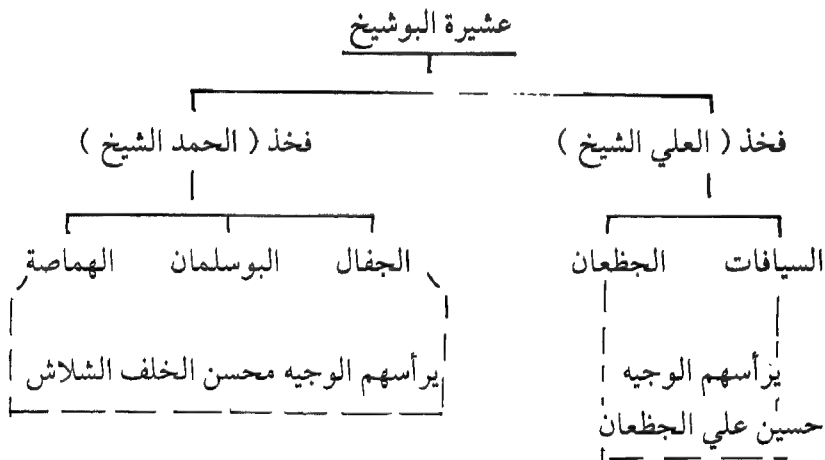 عشيرة البوشيخ
فخذ ( العلي الشيخ )
فخذ ( الحمد الشيخ )
السيافات الجظعان
الجفال البوسلمان الهماصة
يرأسهم الوجيه
حسين علي الجظعان
يرأسهم الوجيه محسن الخلف الشلاش